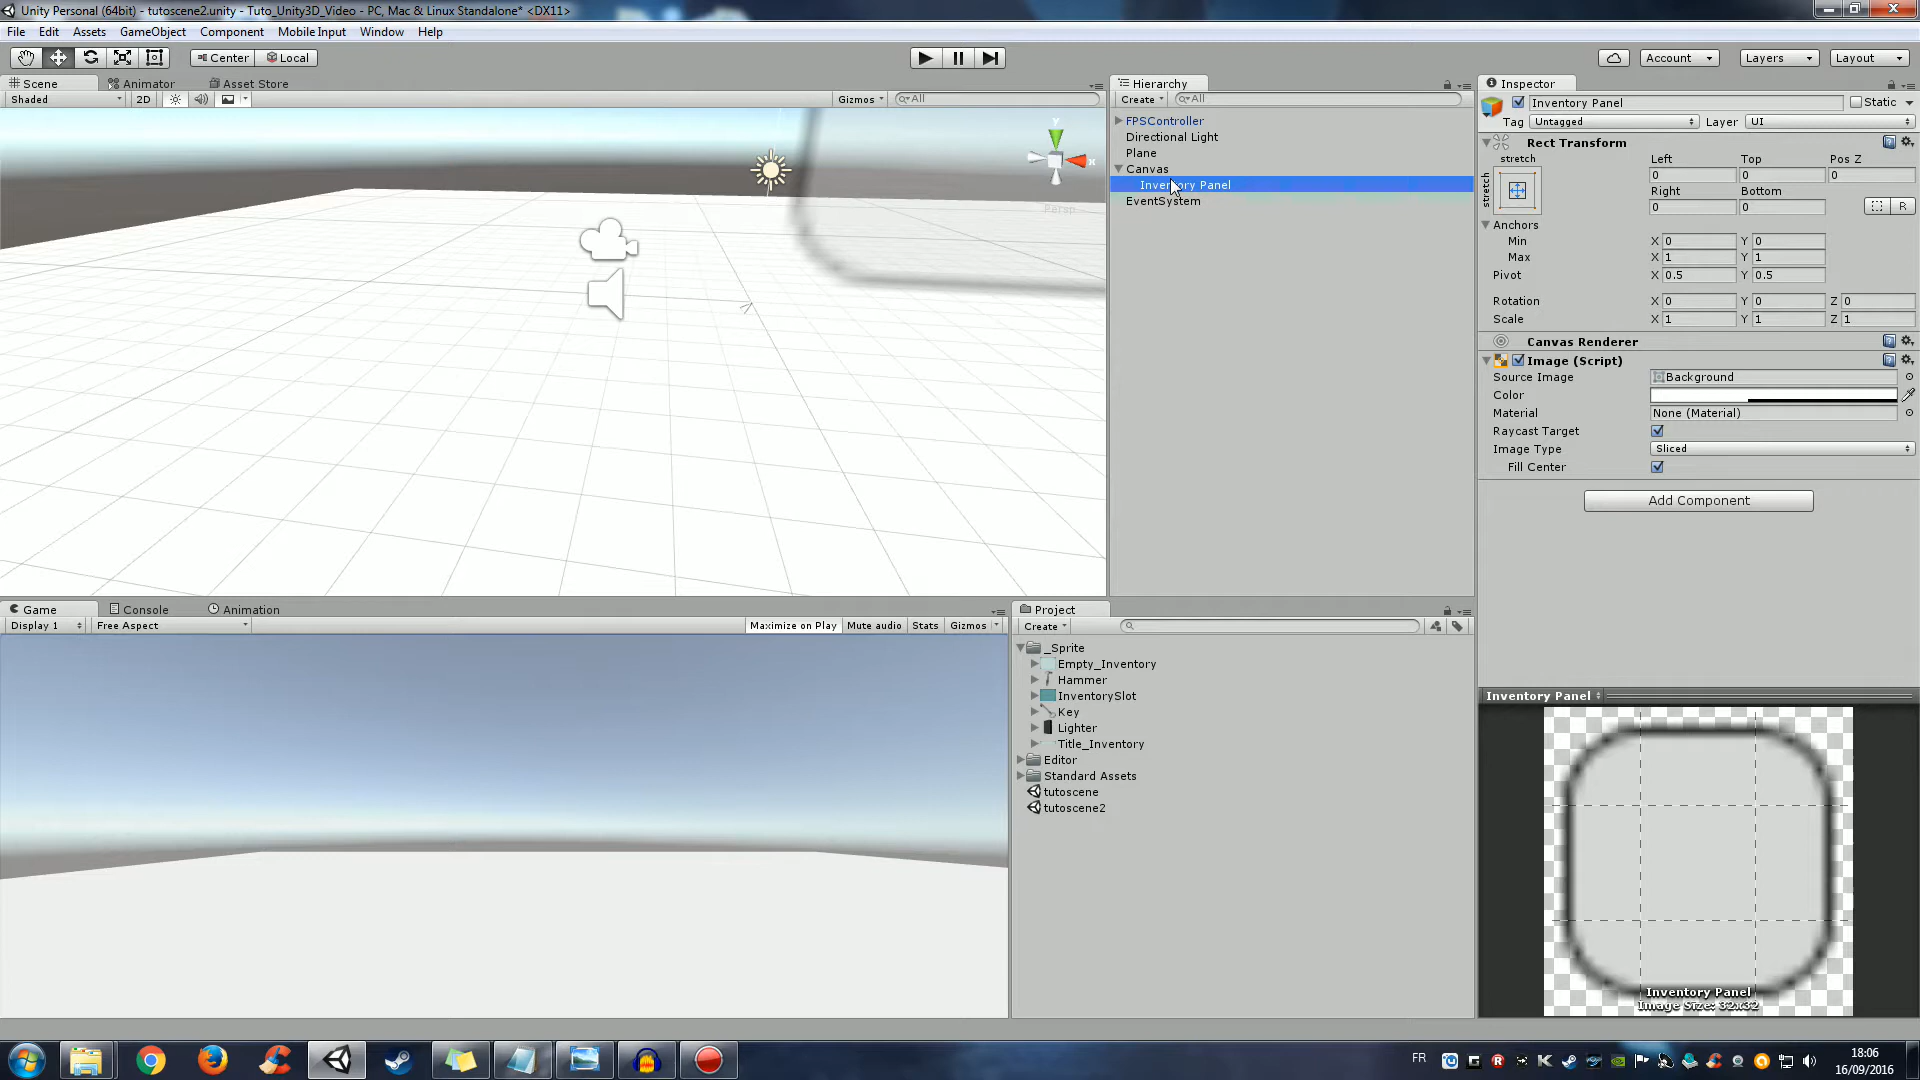 Unity Personal (64bit) - tutoscene2.unity - Tuto_Unity3D_Video - PC, Mac & Linux Standalone* <DX11>
File Edit Assets GameObject Component Mobile Input Window Help
Center Local Account Layers Layout
Scene Animator Asset Store
Shaded 2D Gizmos All
y
x
Persp
Hierarchy
Create All
FPSController
Directional Light
Plane
Canvas
Inventory Panel
EventSystem
Inspector
Inventory Panel Static
Tag Untagged Layer UI
Rect Transform
stretch Left Top Pos Z
stretch 0 0 0
Right Bottom
0 0 R
Anchors
Min X 0 Y 0
Max X 1 Y 1
Pivot X 0.5 Y 0.5
Rotation X 0 Y 0 Z 0
Scale X 1 Y 1 Z 1
Canvas Renderer
Image (Script)
Source Image Background
Color
Material None (Material)
Raycast Target
Image Type Sliced
Fill Center
Add Component
Game Console Animation
Display 1 Free Aspect Maximize on Play Mute audio Stats Gizmos
Project
Create
_Sprite
Empty_Inventory
Hammer
InventorySlot
Key
Lighter
Title_Inventory
Editor
Standard Assets
tutoscene
tutoscene2
Inventory Panel
Inventory Panel
Image Size: 32x32
FR
18:06
16/09/2016